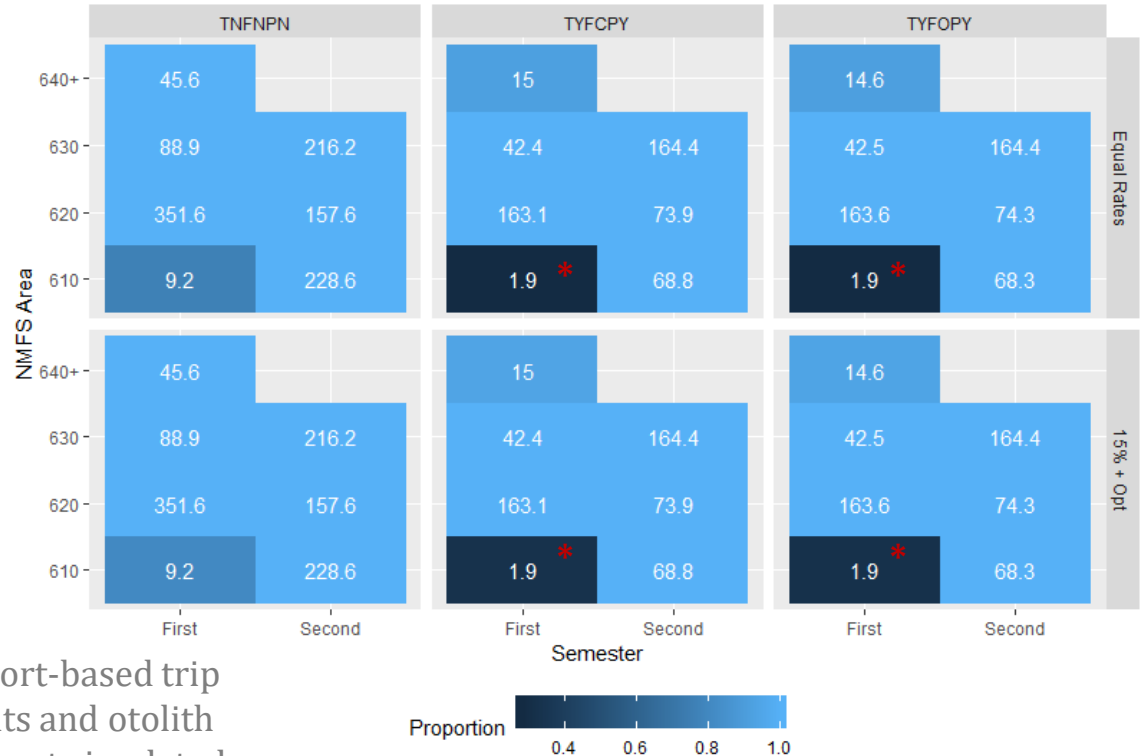 TNFNPN TYFCPY TYFOPY
640+ 45.6 15 14.6
630 88.9 216.2 42.4 164.4 42.5 164.4
620 351.6 157.6 163.1 73.9 163.6 74.3
610 9.2 228.6 1.9 * 68.8 1.9 * 68.3
Equal Rates
NMFS Area
640+ 45.6 15 14.6
630 88.9 216.2 42.4 164.4 42.5 164.4
620 351.6 157.6 163.1 73.9 163.6 74.3
610 9.2 228.6 1.9 * 68.8 1.9 * 68.3
15% + Opt
First Second First Second First Second
Semester
ort-based trip
ts and otolith
Proportion
0.4 0.6 0.8 1.0